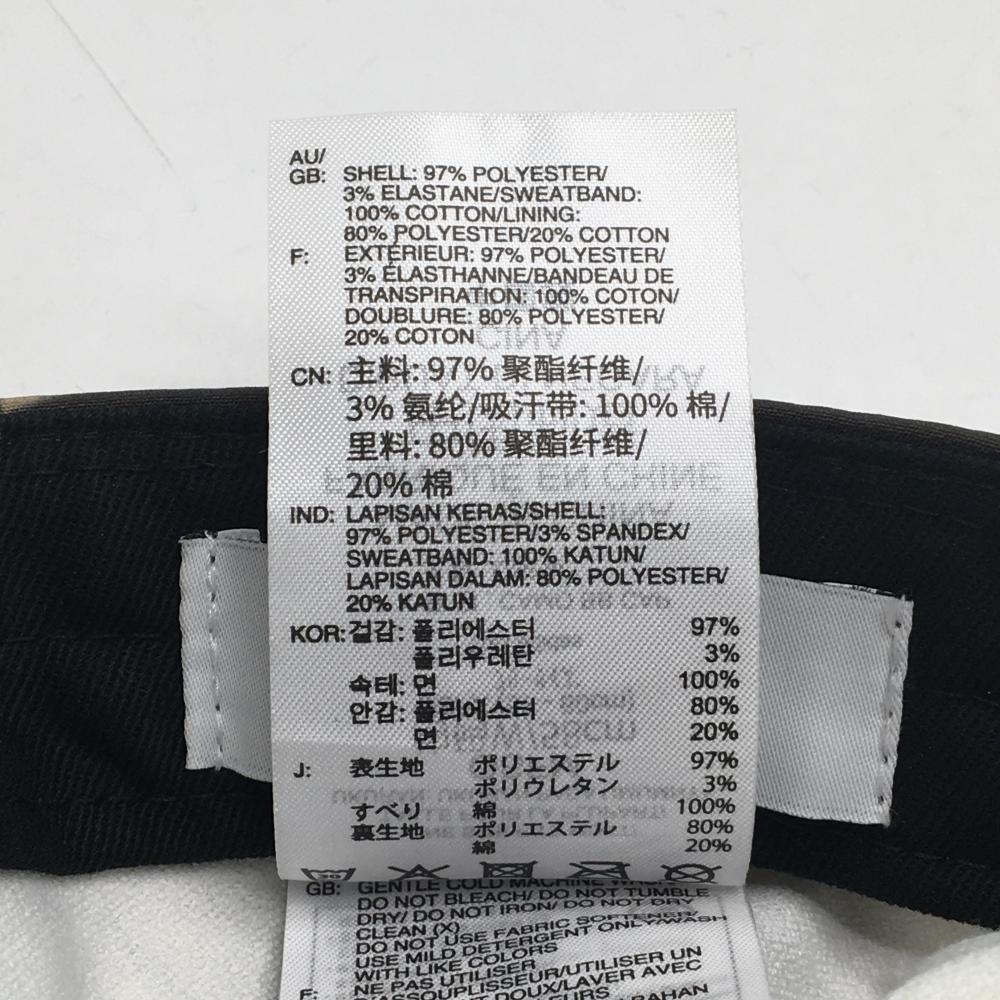 AU/
GB: SHELL: 97% POLYESTER/
3% ELASTANE/SWEATBAND:
100% COTTON/LINING:
80% POLYESTER/20% COTTON
F: EXTÉRIEUR: 97% POLYESTER/
3% ÉLASTHANNE/BANDEAU DE
TRANSPIRATION: 100% COTON/
DOUBLURE: 80% POLYESTER/
20% COTON
CN: 主料: 97% 聚酯纤维/
3% 氨纶/吸汗带: 100% 棉/
里料: 80% 聚酯纤维/
20% 棉
IND: LAPISAN KERAS/SHELL:
97% POLYESTER/3% SPANDEX/
SWEATBAND: 100% KATUN/
LAPISAN DALAM: 80% POLYESTER/
20% KATUN
KOR: 겉감: 폴리에스터 97%
폴리우레탄 3%
속테: 면 100%
안감: 폴리에스터 80%
면 20%
J: 表生地 ポリエステル 97%
ポリウレタン 3%
すべり 綿 100%
裏生地 ポリエステル 80%
綿 20%
30
GB: GENTLE COLD MACHINE
DO NOT BLEACH/ DO NOT TUMBLE
DRY/ DO NOT IRON/ DO NOT DRY
CLEAN (X)
DO NOT USE FABRIC SOFTENER/
USE MILD DETERGENT ONLY/WASH
WITH LIKE COLORS
F: NE PAS UTILISER
D'ASSOUPLISSEUR/UTILISER UN
DOUX/LAVER AVEC